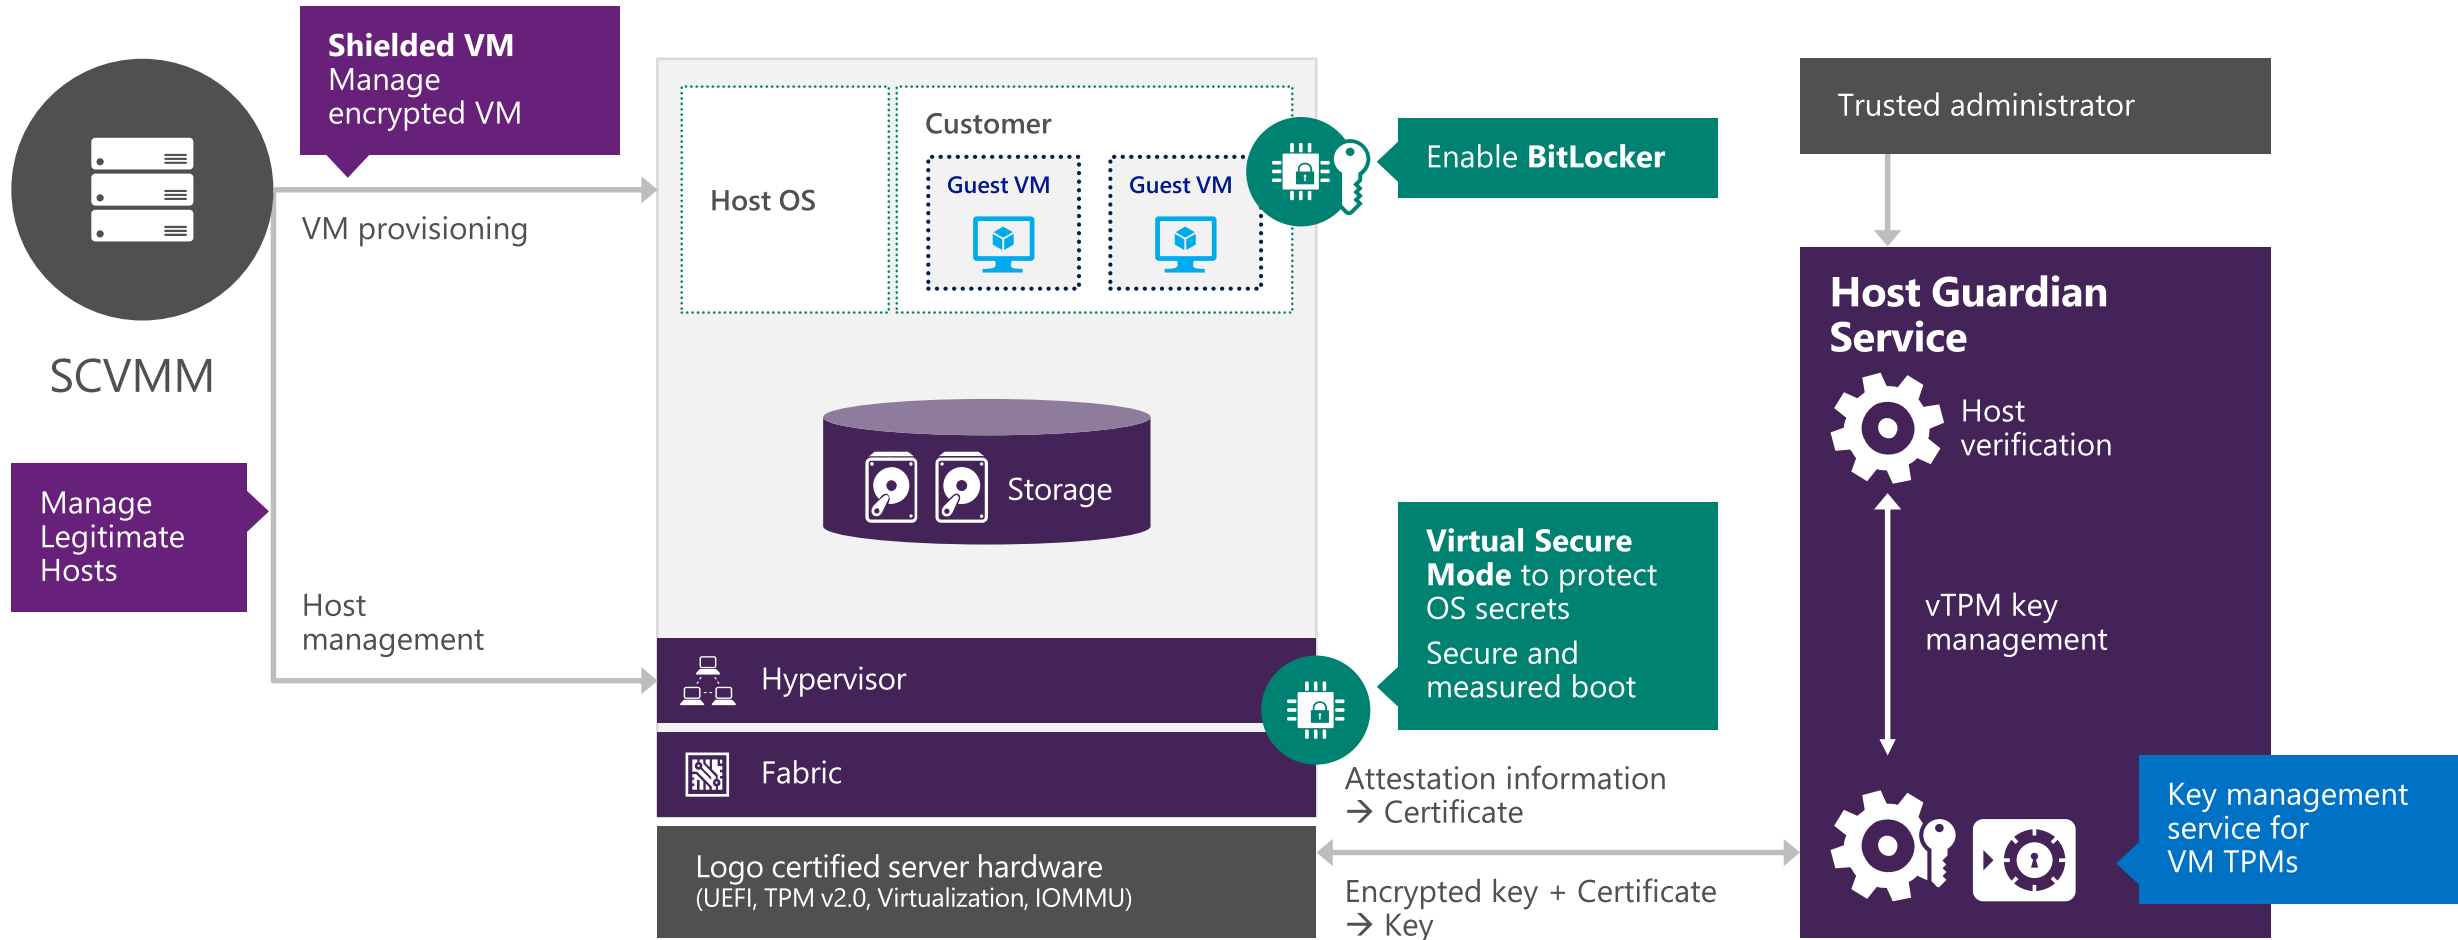 Shielded VM
Manage
encrypted VM
VM provisioning
SCVMM
Manage
Legitimate
Hosts
Host
management
Host OS
Customer
Guest VM
Guest VM
Enable BitLocker
Storage
Virtual Secure
Mode to protect
OS secrets
Secure and
measured boot
Hypervisor
Fabric
Logo certified server hardware
(UEFI, TPM v2.0, Virtualization, IOMMU)
Attestation information
→ Certificate
Encrypted key + Certificate
→ Key
Trusted administrator
Host Guardian
Service
Host
verification
vTPM key
management
Key management
service for
VM TPMs